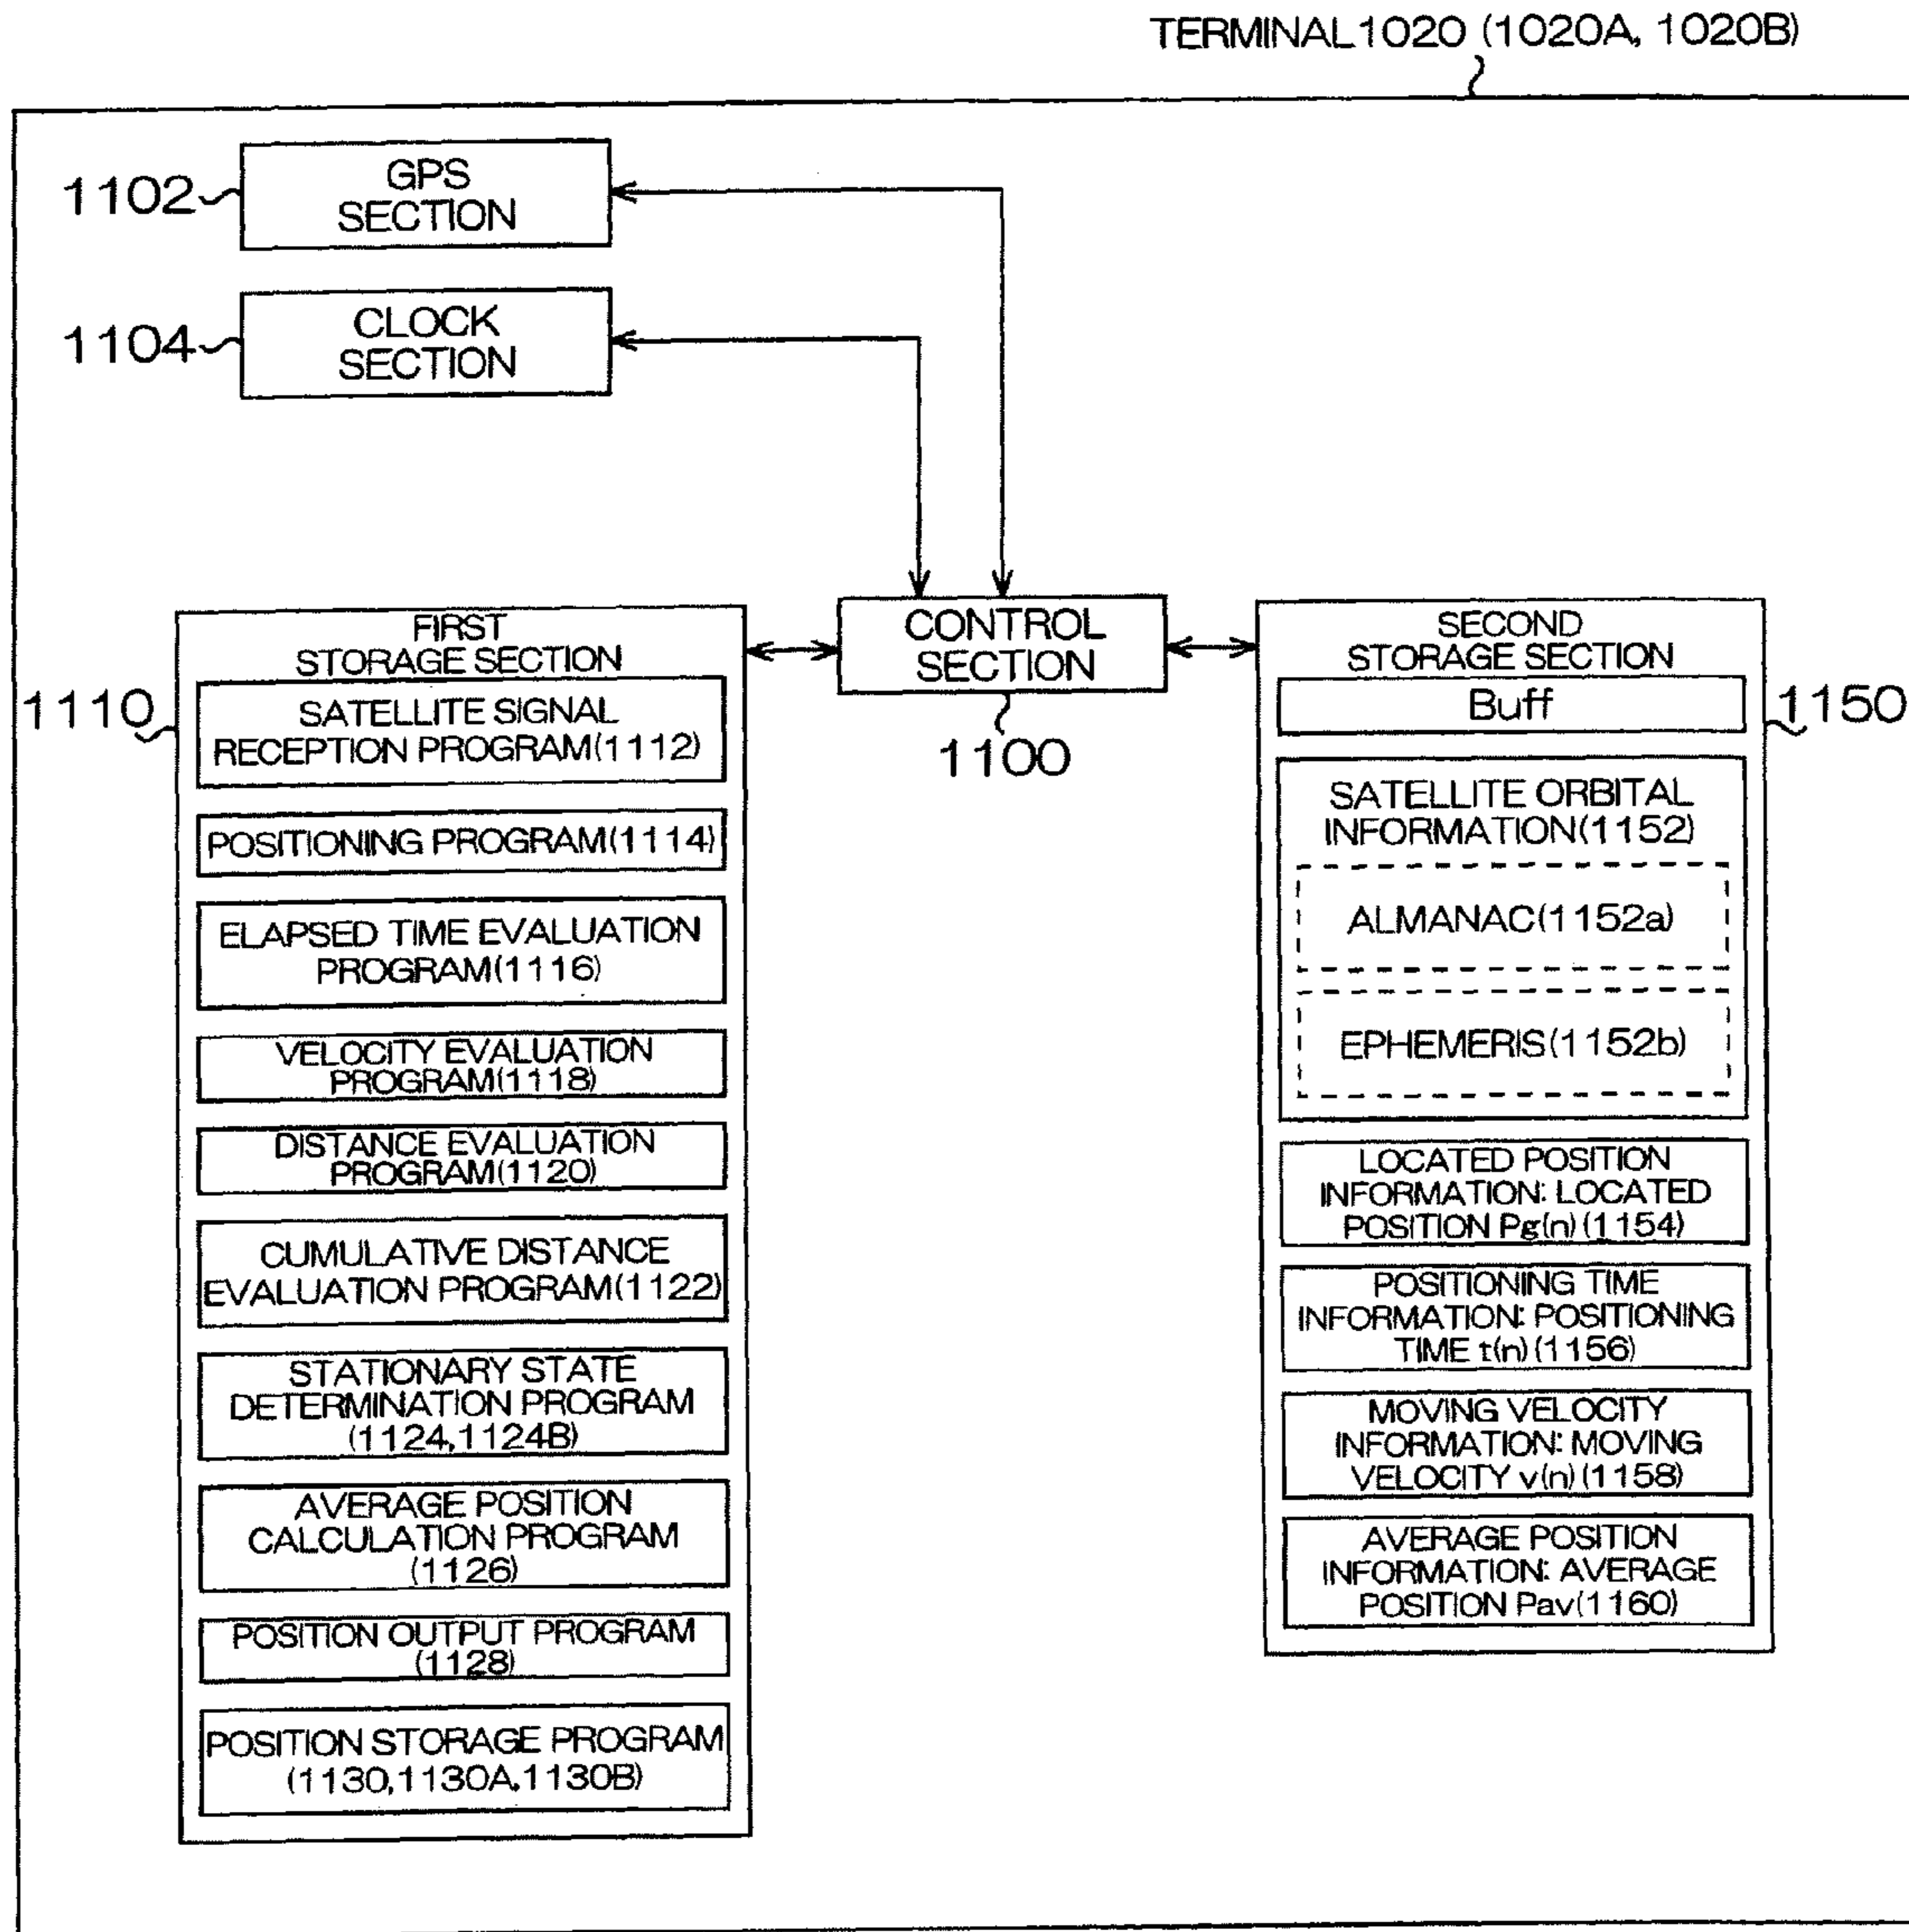 TERMINAL 1020 (1020A, 1020B)
1102
GPS
SECTION
1104
CLOCK
SECTION
CONTROL
SECTION
1100
1110
FIRST
STORAGE SECTION
SATELLITE SIGNAL
RECEPTION PROGRAM(1112)
POSITIONING PROGRAM(1114)
ELAPSED TIME EVALUATION
PROGRAM(1116)
VELOCITY EVALUATION
PROGRAM(1118)
DISTANCE EVALUATION
PROGRAM(1120)
CUMULATIVE DISTANCE
EVALUATION PROGRAM(1122)
STATIONARY STATE
DETERMINATION PROGRAM
(1124,1124B)
AVERAGE POSITION
CALCULATION PROGRAM
(1126)
POSITION OUTPUT PROGRAM
(1128)
POSITION STORAGE PROGRAM
(1130,1130A,1130B)
SECOND
STORAGE SECTION
1150
Buff
SATELLITE ORBITAL
INFORMATION(1152)
ALMANAC(1152a)
EPHEMERIS(1152b)
LOCATED POSITION
INFORMATION: LOCATED
POSITION Pg(n) (1154)
POSITIONING TIME
INFORMATION: POSITIONING
TIME t(n) (1156)
MOVING VELOCITY
INFORMATION: MOVING
VELOCITY v(n) (1158)
AVERAGE POSITION
INFORMATION: AVERAGE
POSITION Pav(1160)